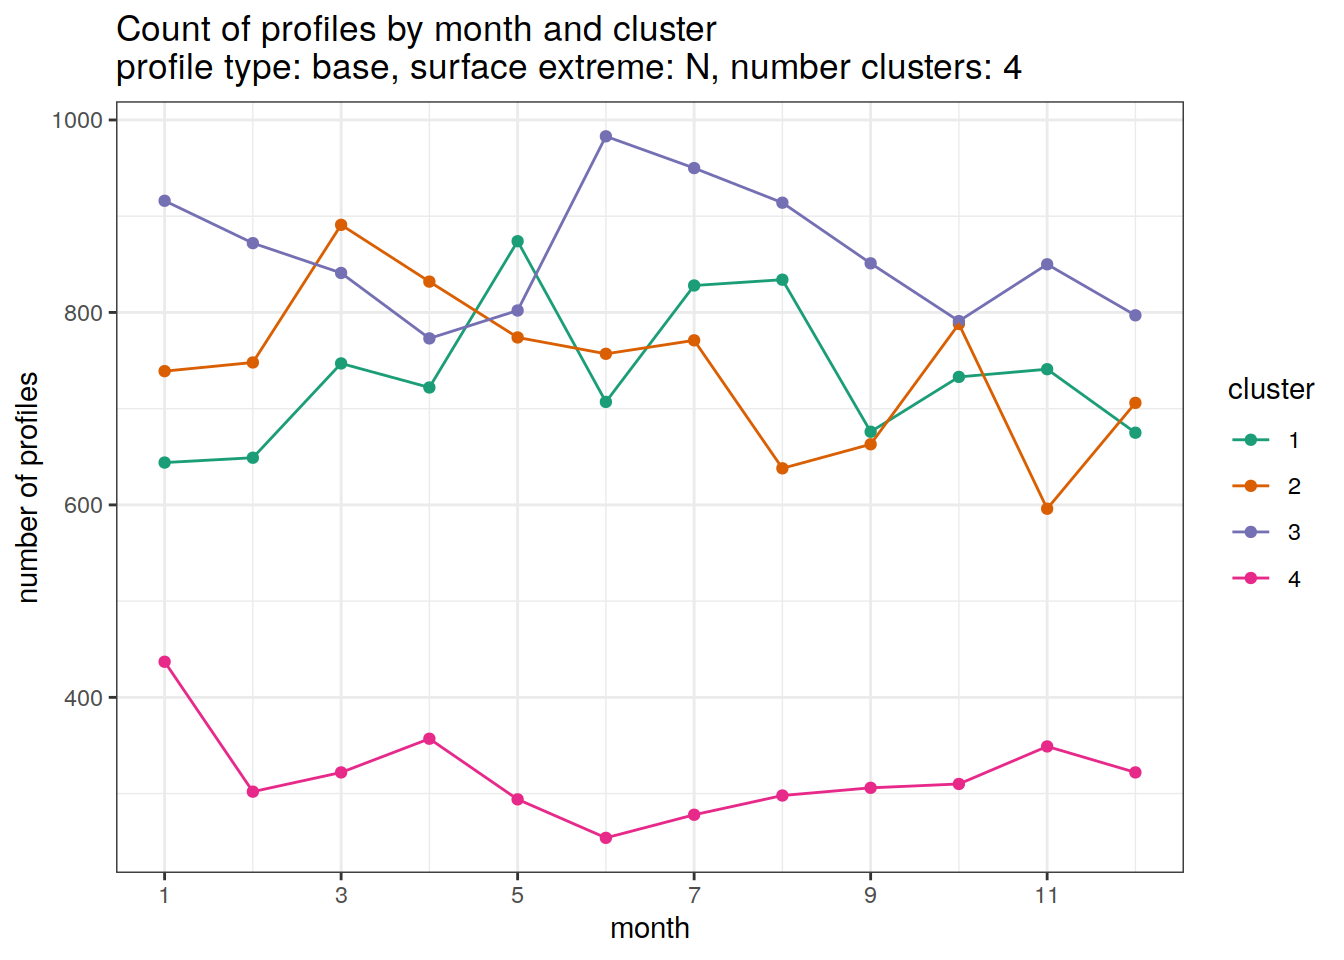 Count of profiles by month and cluster
profile type: base, surface extreme: N, number clusters: 4
1000
800
600
400
number of profiles
1 3 5 7 9 11
month
cluster
1
2
3
4